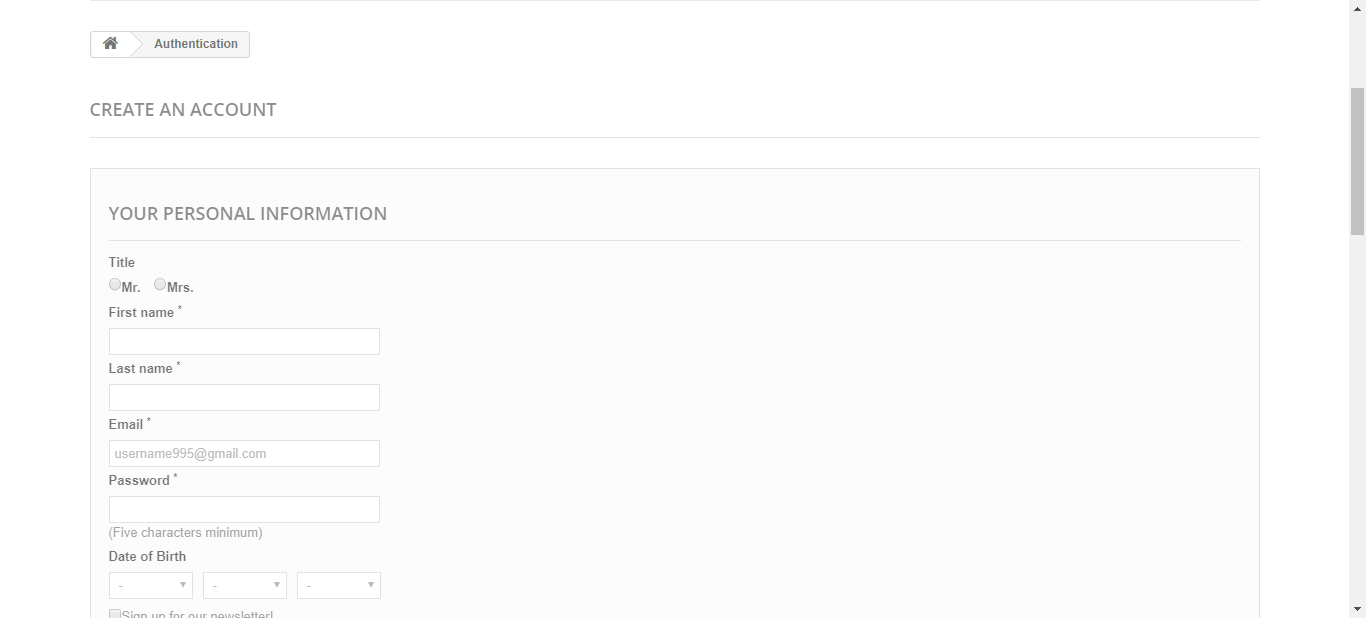 Authentication
CREATE AN ACCOUNT
YOUR PERSONAL INFORMATION
Title
Mr. Mrs.
First name *
Last name *
Email *
username995@gmail.com
Password *
(Five characters minimum)
Date of Birth
- - -
Sign up for our newsletter!